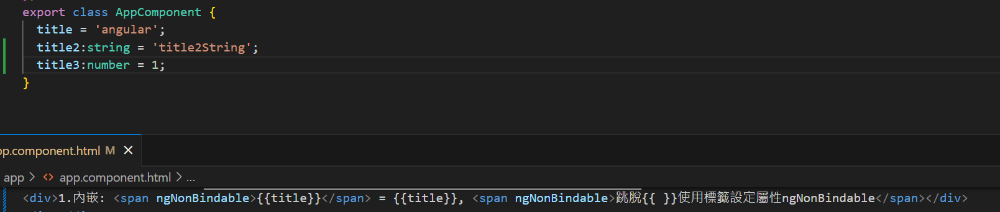 export class AppComponent {
title = 'angular';
title2:string = 'title2String';
title3:number = 1;
}
pp.component.html M ×
app > <> app.component.html > ...
<div>1.內嵌: <span ngNonBindable>{{title}}</span> = {{title}}, <span ngNonBindable>跳脫{{ }}使用標籤設定屬性ngNonBindable</span></div>